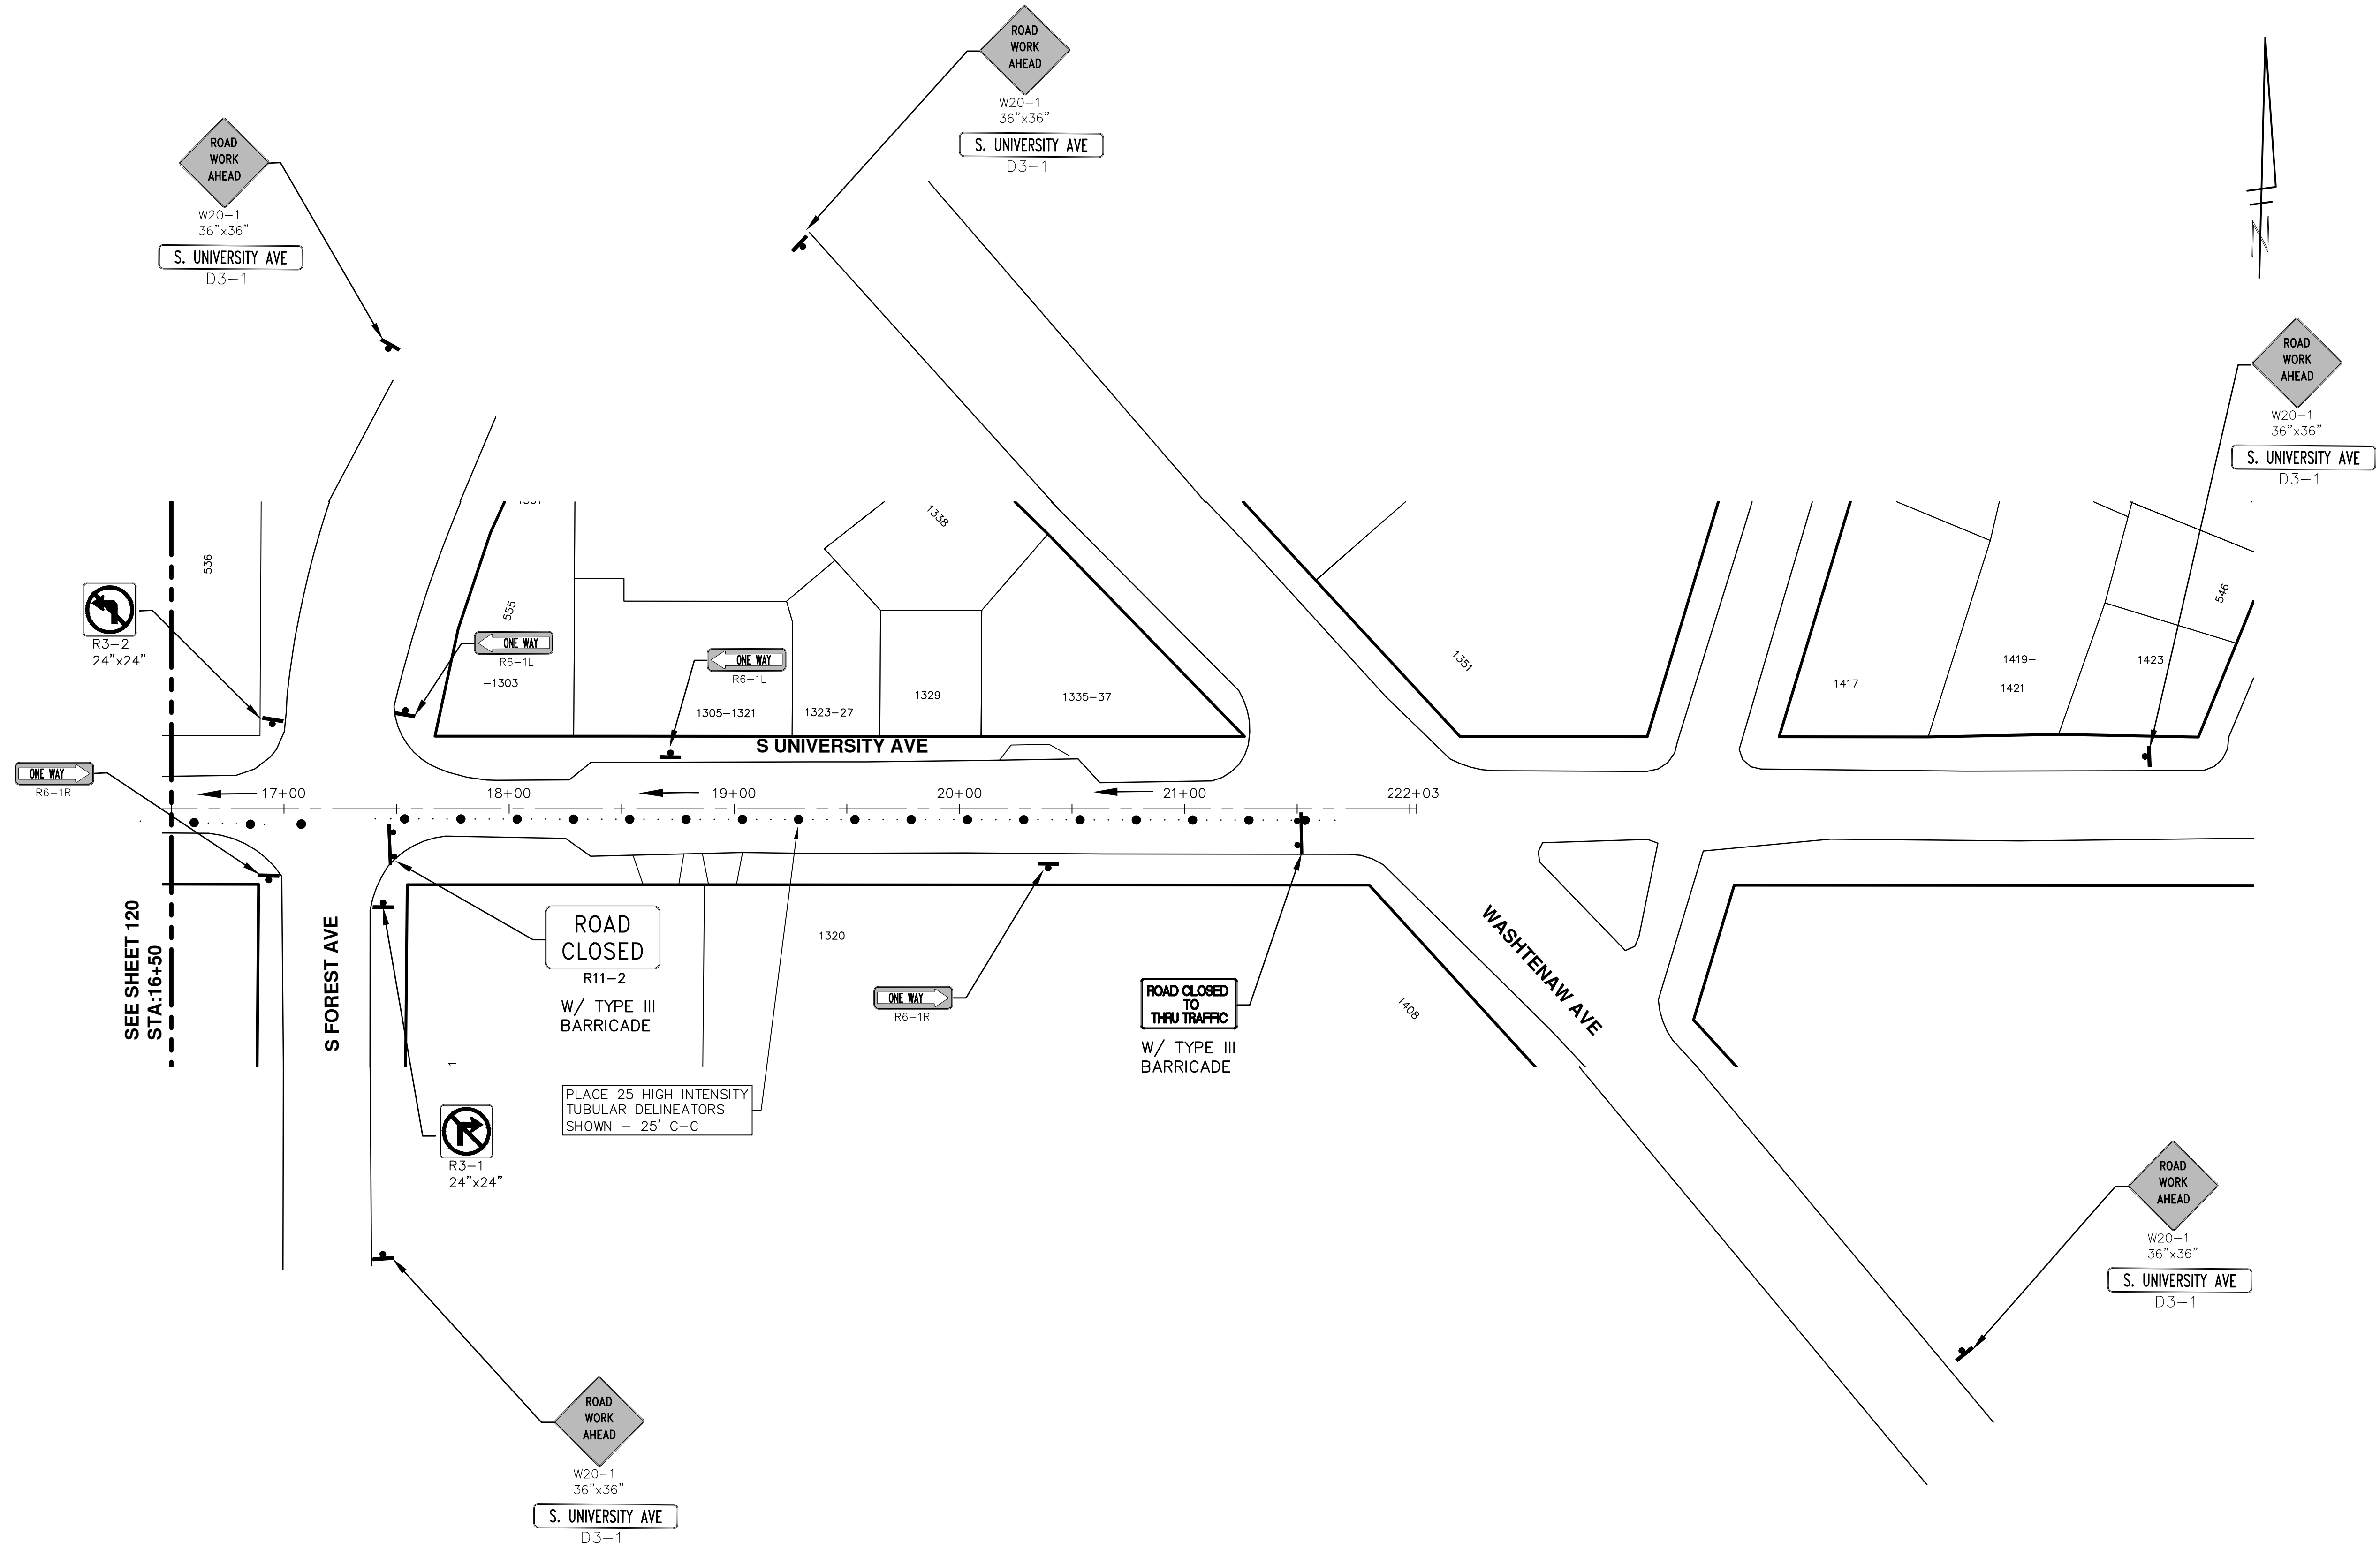 ROAD
WORK
AHEAD
W20-1
36"x36"
S. UNIVERSITY AVE
D3-1
ROAD
WORK
AHEAD
W20-1
36"x36"
S. UNIVERSITY AVE
D3-1
N
ROAD
WORK
AHEAD
W20-1
36"x36"
S. UNIVERSITY AVE
D3-1
536
R3-2
24"x24"
555
ONE WAY
R6-1L
-1303
1338
ONE WAY
R6-1L
1305-1321
1323-27
1329
1335-37
1351
1417
1419-
1421
1423
546
S UNIVERSITY AVE
ONE WAY
R6-1R
17+00
18+00
19+00
20+00
21+00
222+03
SEE SHEET 120
STA:16+50
S FOREST AVE
ROAD
CLOSED
R11-2
W/ TYPE III
BARRICADE
1320
1
ONE WAY
R6-1R
ROAD CLOSED
TO
THRU TRAFFIC
W/ TYPE III
BARRICADE
1408
WASHTENAW AVE
PLACE 25 HIGH INTENSITY
TUBULAR DELINEATORS
SHOWN - 25' C-C
R3-1
24"x24"
ROAD
WORK
AHEAD
W20-1
36"x36"
S. UNIVERSITY AVE
D3-1
ROAD
WORK
AHEAD
W20-1
36"x36"
S. UNIVERSITY AVE
D3-1